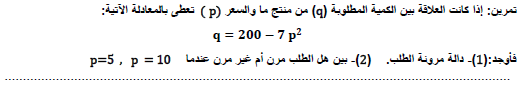 تمرين: إذا كانت العلاقة بين الكمية المطلوبة (q) من منتج ما والسعر ( p ) تعطى بالمعادلة الآتية:
q = 200 − 7 p²
فأوجد:(1)ـ دالة مرونة الطلب. (2)ـ بين هل الطلب مرن أم غير مرن عندما p=5 , p = 10